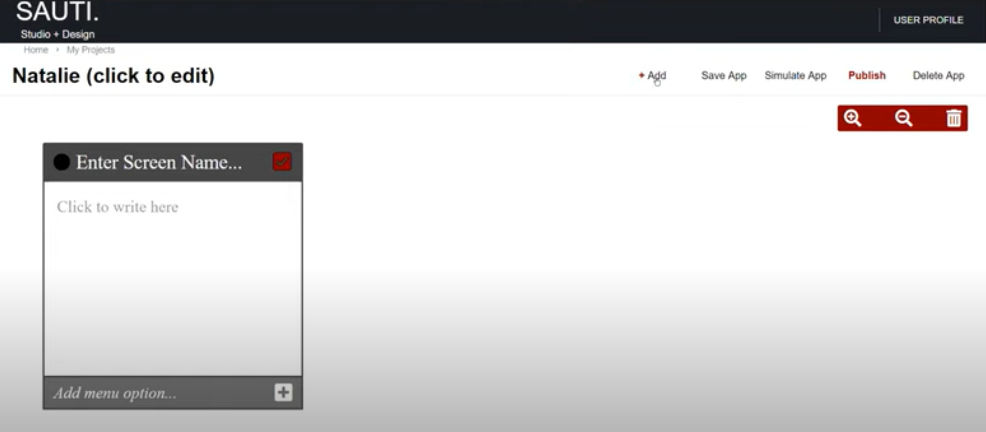 SAUTI.
Studio + Design
USER PROFILE
Home › My Projects
Natalie (click to edit)
+ Add
Save App
Simulate App
Publish
Delete App
Enter Screen Name...
Click to write here
Add menu option...